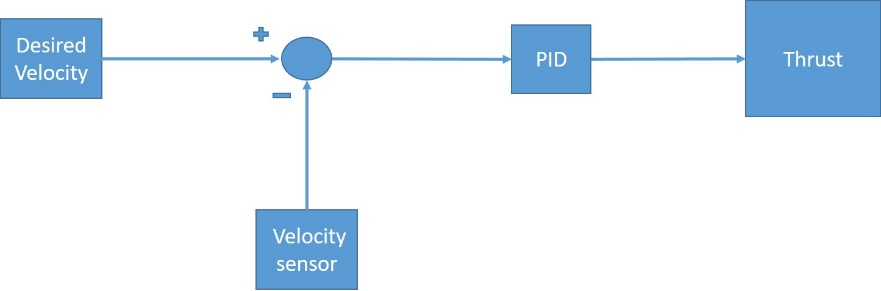 Desired
Velocity
+
PID
Thrust
−
Velocity
sensor